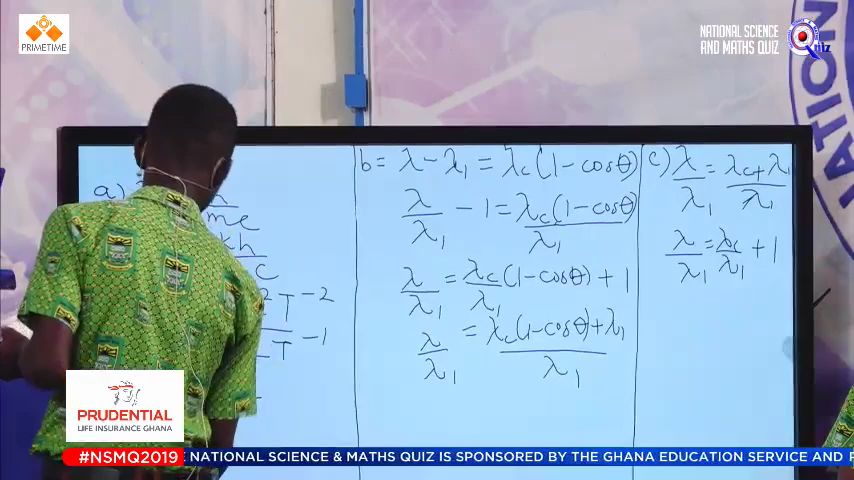 PRIMETIME
NATIONAL SCIENCE
AND MATHS QUIZ
Quiz
a)
me
kh
C
T⁻²
T⁻¹
b = λ − λ₁ = λc(1 − cosθ)
λ/λ₁ − 1 = λc(1 − cosθ)/λ₁
λ/λ₁ = λc/λ₁ (1 − cosθ) + 1
λ/λ₁ = λc(1 − cosθ) + λ₁/λ₁
c) λ/λ₁ = λc + λ₁/λ₁
λ/λ₁ = λc/λ₁ + 1
PRUDENTIAL
LIFE INSURANCE GHANA
#NSMQ2019
NATIONAL SCIENCE & MATHS QUIZ IS SPONSORED BY THE GHANA EDUCATION SERVICE AND